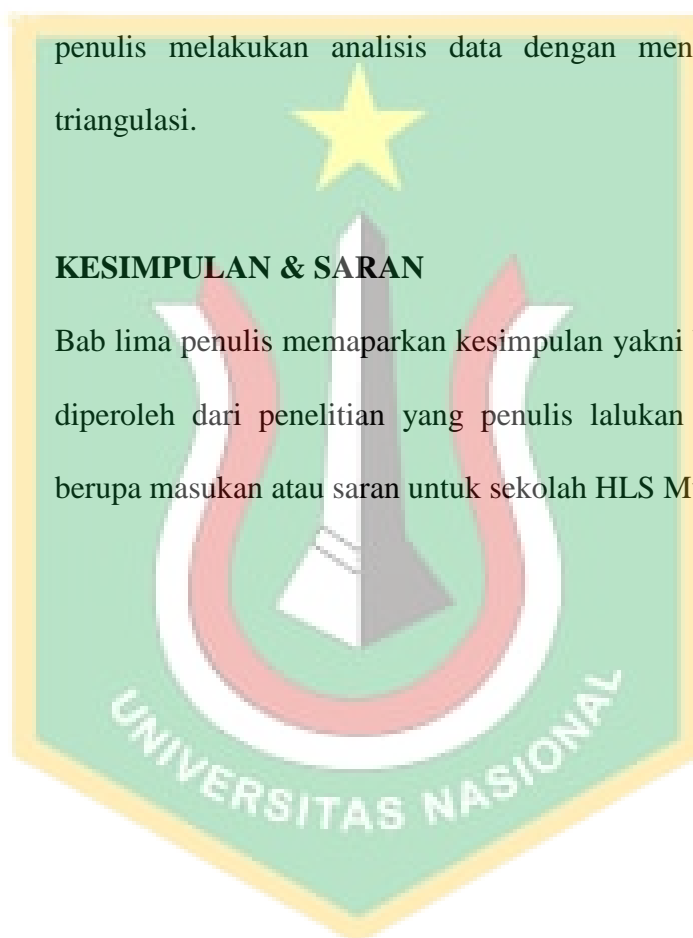 penulis melakukan analisis data dengan men
triangulasi.
KESIMPULAN & SARAN
Bab lima penulis memaparkan kesimpulan yakni
diperoleh dari penelitian yang penulis lalukan
berupa masukan atau saran untuk sekolah HLS M
UNIVERSITAS NASIONAL